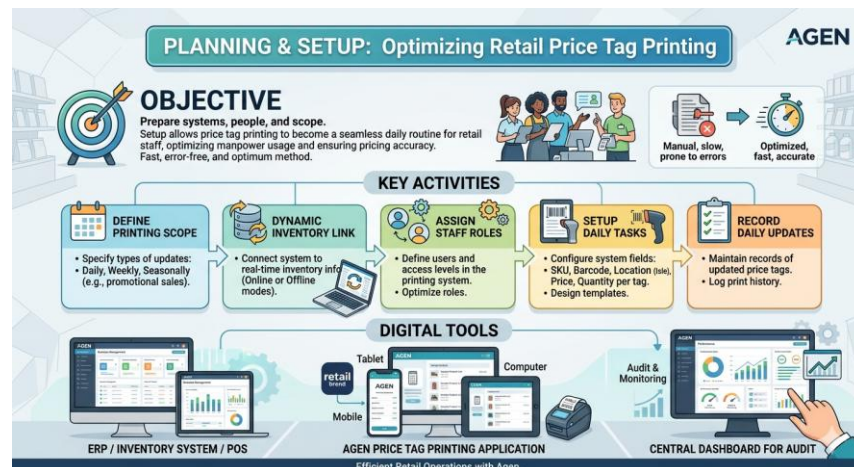 PLANNING & SETUP: Optimizing Retail Price Tag Printing
AGEN
OBJECTIVE
Prepare systems, people, and scope.
Setup allows price tag printing to become a seamless daily routine for retail
staff, optimizing manpower usage and ensuring pricing accuracy.
Fast, error-free, and optimum method.
Manual, slow,
prone to errors
Optimized,
fast, accurate
KEY ACTIVITIES
DEFINE
PRINTING SCOPE
• Specify types of updates:
• Daily, Weekly, Seasonally
(e.g., promotional sales).
DYNAMIC
INVENTORY LINK
• Connect system to
real-time inventory info
(Online or Offline
modes).
ASSIGN
STAFF ROLES
• Define users and
access levels in the
printing system.
• Optimize roles.
SETUP
DAILY TASKS
• Configure system fields:
• SKU, Barcode, Location (Isle),
Price, Quantity per tag.
• Design templates.
RECORD
DAILY UPDATES
• Maintain records of
updated price tags.
• Log print history.
DIGITAL TOOLS
AGEN
ERP / INVENTORY SYSTEM / POS
retail
brand
Tablet
Mobile
AGEN
AGEN
Computer
AGEN PRICE TAG PRINTING APPLICATION
Audit &
Monitoring
AGEN
CENTRAL DASHBOARD FOR AUDIT
Efficient Retail Operations with Agen